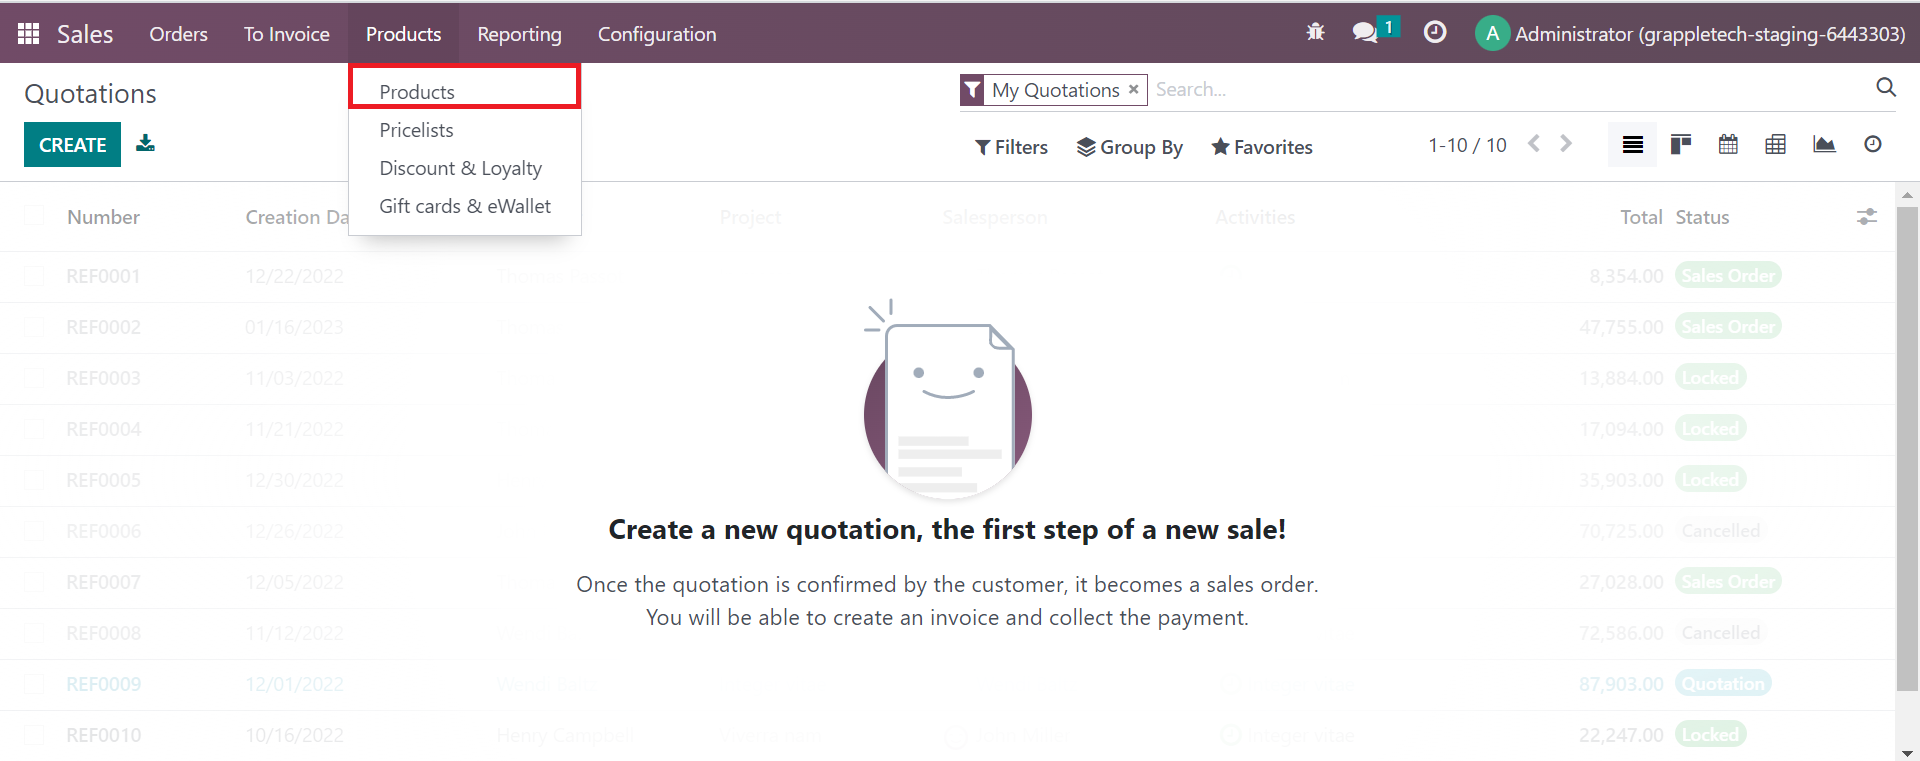 Sales Orders To Invoice Products Reporting Configuration 1 A Administrator (grappletech-staging-6443303)
Quotations
My Quotations × Search...
Products
Pricelists
Discount & Loyalty
Gift cards & eWallet
CREATE
Filters Group By Favorites 1-10 / 10
Number Creation Da Project Salesperson Activities Total Status
REF0001 12/22/2022 8,354.00 Sales Order
REF0002 01/16/2023 47,755.00 Sales Order
REF0003 11/03/2022 13,884.00 Locked
REF0004 11/21/2022 17,094.00 Locked
REF0005 12/30/2022 35,903.00 Locked
REF0006 12/26/2022 70,725.00 Cancelled
REF0007 12/05/2022 27,028.00 Sales Order
REF0008 11/12/2022 72,586.00 Cancelled
REF0009 12/01/2022 87,903.00 Quotation
REF0010 10/16/2022 Henry Campbell John Miller Integer vitae 22,247.00 Locked
Create a new quotation, the first step of a new sale!
Once the quotation is confirmed by the customer, it becomes a sales order.
You will be able to create an invoice and collect the payment.